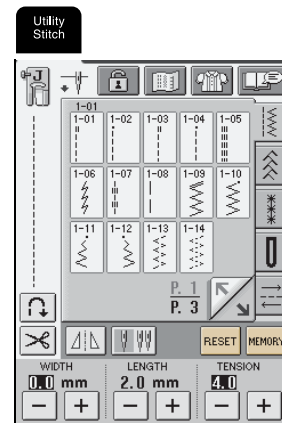 Utility
Stitch
J
1-01
1-01 1-02 1-03 1-04 1-05
1-06 1-07 1-08 1-09 1-10
1-11 1-12 1-13 1-14
P. 1
P. 3
RESET MEMORY
WIDTH LENGTH TENSION
0.0 mm 2.0 mm 4.0
− + − + − +